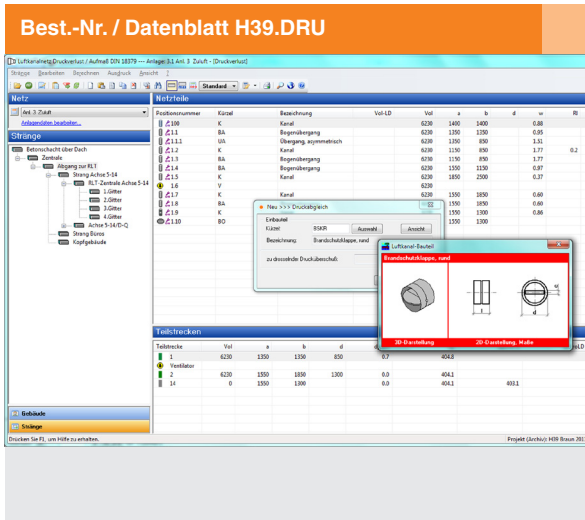 Best.-Nr. / Datenblatt H39.DRU
Luftkanalnetz Druckverlust / Aufmaß DIN 18379 --- Anlage: 3.1 Anl. 3 Zuluft - [Druckverlust]
Stränge Bearbeiten Berechnen Ausdruck Ansicht ?
Standard
Netz
Anl. 3 Zuluft
Anlagendaten bearbeiten...
Stränge
Betonschacht über Dach
Zentrale
Abgang zur RLT
Strang Achse 5-14
RLT-Zentrale Achse 5-14
1.Gitter
2.Gitter
3.Gitter
4.Gitter
Achse 5-14/D-Q
Strang Büros
Kopfgebäude
Gebäude
Stränge
Netzteile
Positionsnummer Kürzel Bezeichnung Vol-LD Vol a b d w Rl
1.00 K Kanal 6230 1400 1400 0.88
1.1 BA Bogenübergang 6230 1350 1250 0.95
1.1.1 UA Übergang, asymmetrisch 6230 1350 850 1.51
1.2 K Kanal 6230 1350 850 1.77 0.2
1.3 BA Bogenübergang 6230 1150 850 1.77
1.4 BA Bogenübergang 6230 1550 1150 0.97
1.5 K Kanal 6230 1850 2500 0.37
1.6 V 6230
1.7 K Kanal 1550 1850 0.60
1.8 BA 1550 1850 0.60
1.9 K 1550 1300 0.86
1.10 BO 1550 1300
Neu >>> Druckabgleich
Einbauteil
Kürzel: BSKR Auswahl Ansicht
Bezeichnung: Brandschutzklappe, rund
zu drosselnder Drucküberschuß:
Luftkanal-Bauteil
Brandschutzklappe, rund
l
d
u
3D-Darstellung
2D-Darstellung, Maße
Teilstrecken
Teilstrecke Vol a b d
1 6230 1350 1350 850 0.7 404.8
Ventilator
2 6230 1550 1850 1300 0.0 404.1
14 0 1550 1300 0.0 404.1 403.1
Drücken Sie F1, um Hilfe zu erhalten.
Projekt (Archiv): H39 Braun 201